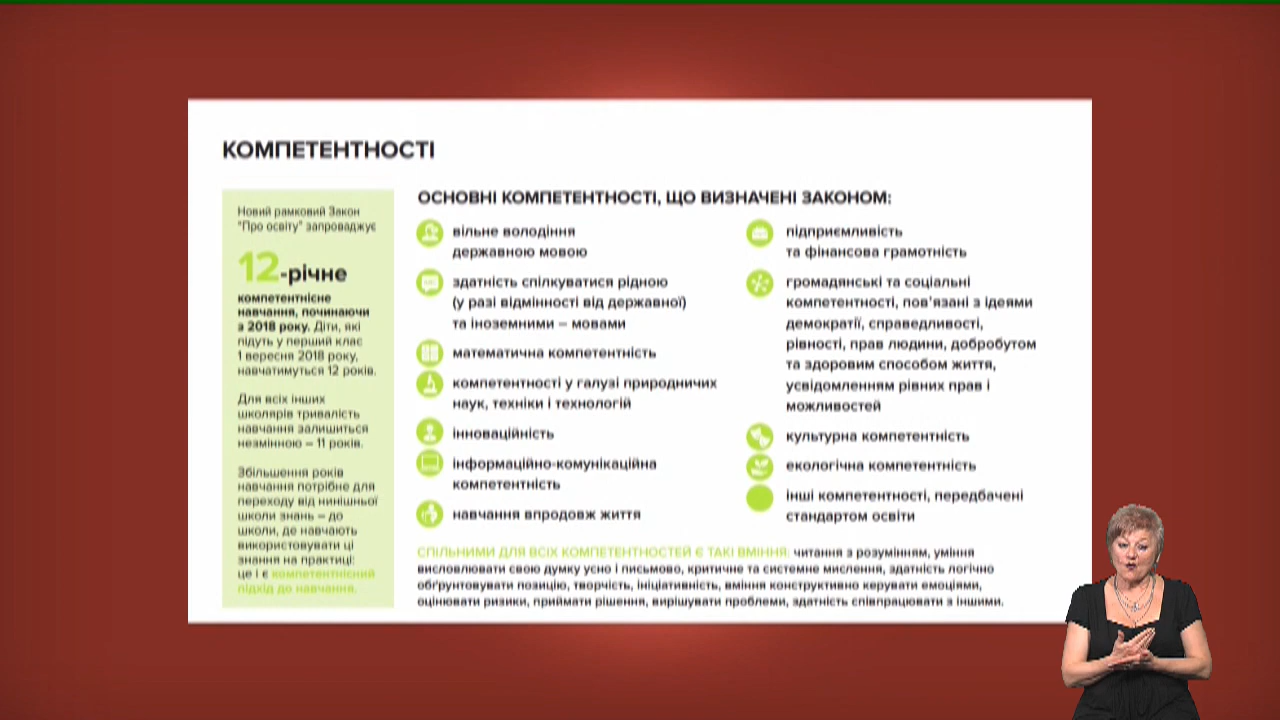 КОМПЕТЕНТНОСТІ
Новий рамковий Закон
"Про освіту" запроваджує
12-річне
компетентнісне
навчання, починаючи
з 2018 року. Діти, які
підуть у перший клас
1 вересня 2018 року,
навчатимуться 12 років.
Для всіх інших
школярів тривалість
навчання залишиться
незмінною – 11 років.
Збільшення років
навчання потрібне для
переходу від нинішньої
школи знань – до
школи, де навчають
використовувати ці
знання на практиці:
це і є компетентнісний
підхід до навчання.
ОСНОВНІ КОМПЕТЕНТНОСТІ, ЩО ВИЗНАЧЕНІ ЗАКОНОМ:
вільне володіння
державною мовою
здатність спілкуватися рідною
(у разі відмінності від державної)
та іноземними – мовами
математична компетентність
компетентності у галузі природничих
наук, техніки і технологій
інноваційність
інформаційно-комунікаційна
компетентність
навчання впродовж життя
підприємливість
та фінансова грамотність
громадянські та соціальні
компетентності, пов'язані з ідеями
демократії, справедливості,
рівності, прав людини, добробутом
та здоровим способом життя,
усвідомленням рівних прав і
можливостей
культурна компетентність
екологічна компетентність
інші компетентності, передбачені
стандартом освіти
СПІЛЬНИМИ ДЛЯ ВСІХ КОМПЕТЕНТНОСТЕЙ Є ТАКІ ВМІННЯ: читання з розумінням, уміння
висловлювати свою думку усно і письмово, критичне та системне мислення, здатність логічно
обґрунтовувати позицію, творчість, ініціативність, вміння конструктивно керувати емоціями,
оцінювати ризики, приймати рішення, вирішувати проблеми, здатність співпрацювати з іншими.